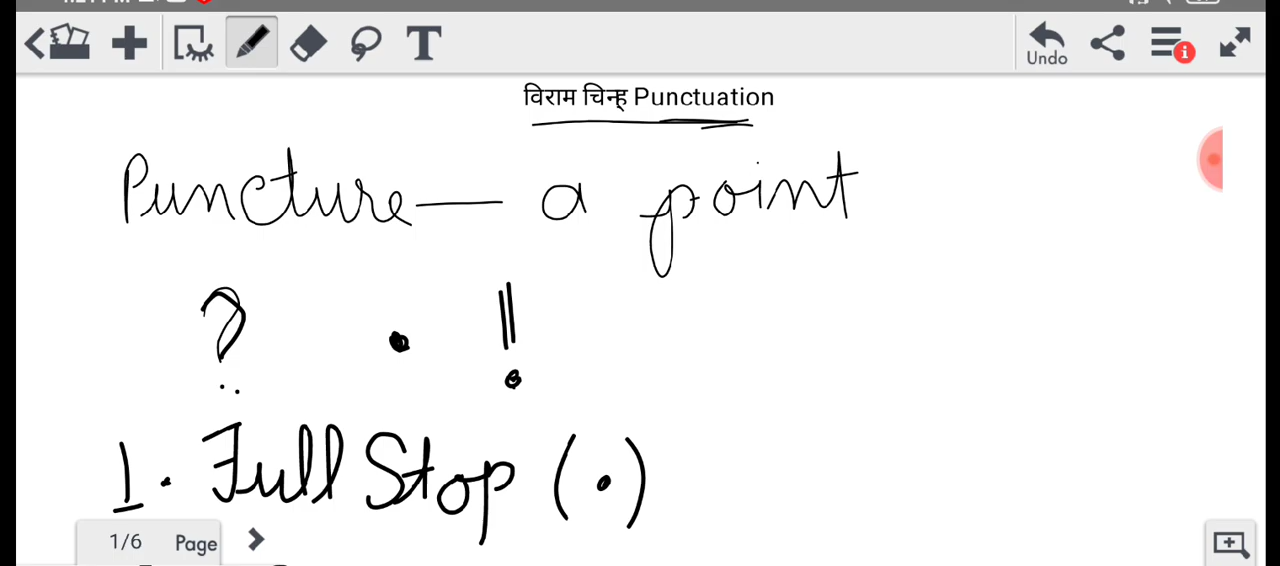 Undo
विराम चिन्ह् Punctuation
Puncture — a point
? . !
1. Full Stop (.)
1/6 Page